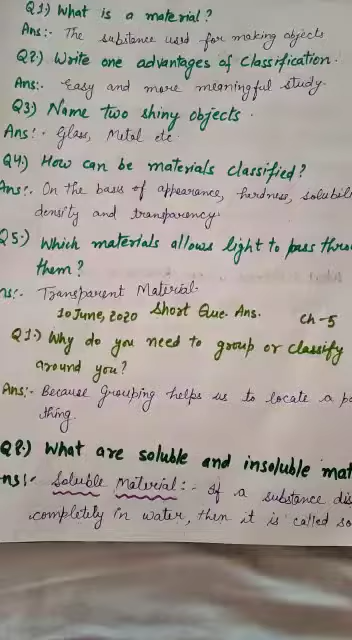 Q1.) What is a material?
Ans:- The substance used for making objects
Q2.) Write one advantages of Classification.
Ans:- Easy and more meaningful study.
Q3.) Name two shiny objects.
Ans:- Glass, Metal etc.
Q4.) How can be materials classified?
Ans:- On the basis of appearance, hardness,
density and transparency.
Q5.) Which materials allows light to pass
them?
ns:- Transparent Material.
10 June, 2020 Short Que. Ans. Ch-5
Q1.) Why do you need to group or classify
around you?
Ans:- Because Grouping helps us to locate a
thing.
Q2.) What are soluble and insoluble
ns:- Soluble Material:- If a substance
completely in water, then it is called